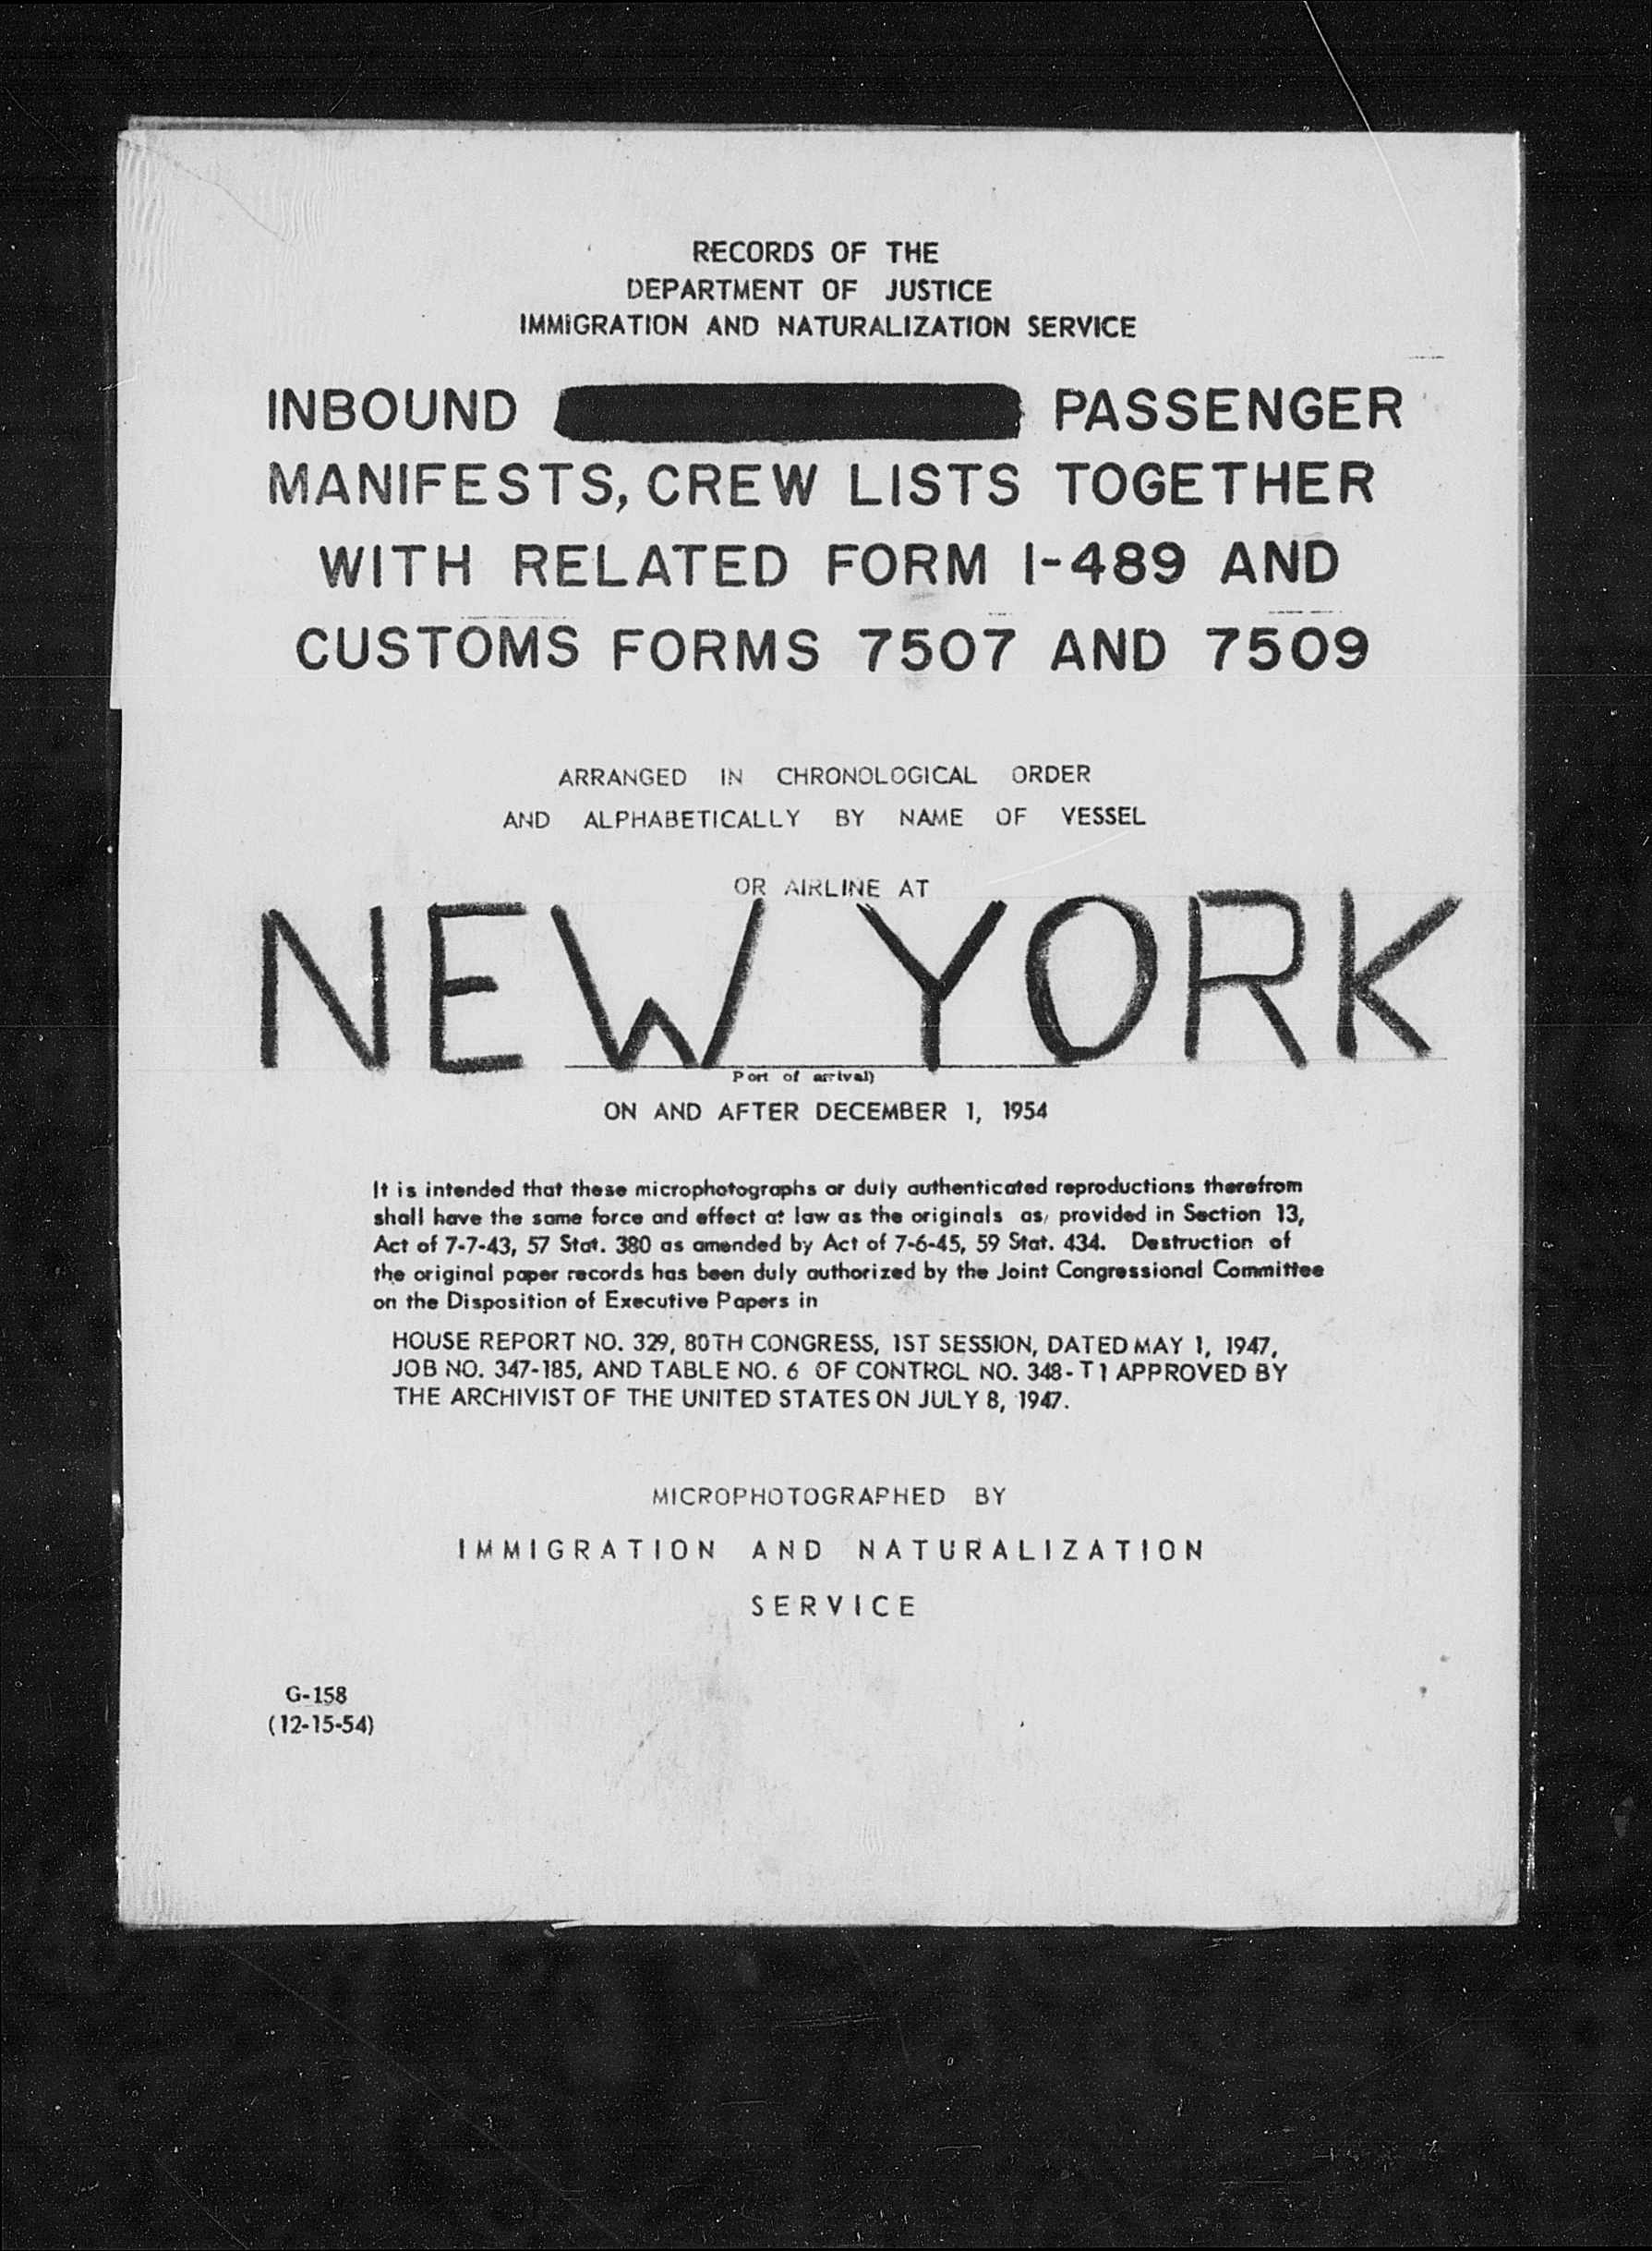 RECORDS OF THE
DEPARTMENT OF JUSTICE
IMMIGRATION AND NATURALIZATION SERVICE
INBOUND PASSENGER
MANIFESTS, CREW LISTS TOGETHER
WITH RELATED FORM I-489 AND
CUSTOMS FORMS 7507 AND 7509
ARRANGED IN CHRONOLOGICAL ORDER
AND ALPHABETICALLY BY NAME OF VESSEL
OR AIRLINE AT
NEW YORK
Port of arrival)
ON AND AFTER DECEMBER 1, 1954
It is intended that these microphotographs or duly authenticated reproductions therefrom
shall have the same force and effect at law as the originals as, provided in Section 13,
Act of 7-7-43, 57 Stat. 380 as amended by Act of 7-6-45, 59 Stat. 434. Destruction of
the original paper records has been duly authorized by the Joint Congressional Committee
on the Disposition of Executive Papers in
HOUSE REPORT NO. 329, 80TH CONGRESS, 1ST SESSION, DATED MAY 1, 1947,
JOB NO. 347-185, AND TABLE NO. 6 OF CONTROL NO. 348-T1 APPROVED BY
THE ARCHIVIST OF THE UNITED STATES ON JULY 8, 1947.
MICROPHOTOGRAPHED BY
IMMIGRATION AND NATURALIZATION
SERVICE
G-158
(12-15-54)